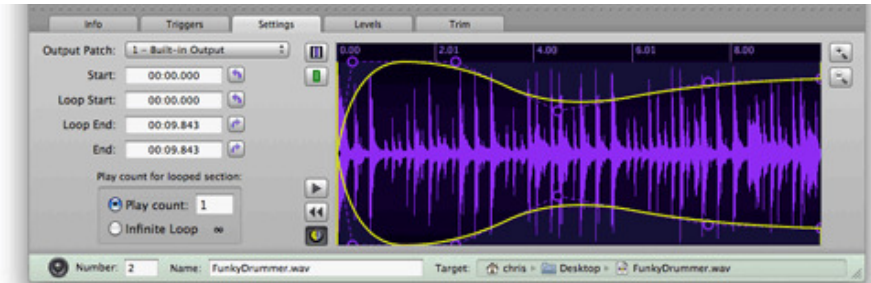 Info Triggers Settings Levels Trim
Output Patch: 1 - Built-in Output
0.00 2.01 4.00 6.01 8.00
Start: 00:00.000
Loop Start: 00:00.000
Loop End: 00:09.843
End: 00:09.843
Play count for looped section:
Play count: 1
Infinite Loop ∞
Number: 2 Name: FunkyDrummer.wav Target: chris Desktop FunkyDrummer.wav